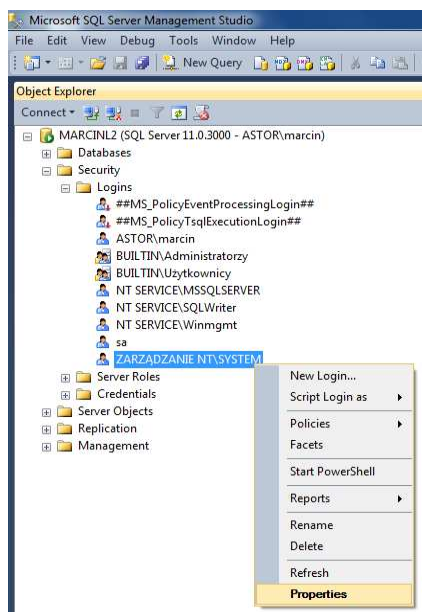 Microsoft SQL Server Management Studio
File Edit View Debug Tools Window Help
New Query
Object Explorer
Connect
MARCINL2 (SQL Server 11.0.3000 - ASTOR\marcin)
Databases
Security
Logins
##MS_PolicyEventProcessingLogin##
##MS_PolicyTsqlExecutionLogin##
ASTOR\marcin
BUILTIN\Administratorzy
BUILTIN\Użytkownicy
NT SERVICE\MSSQLSERVER
NT SERVICE\SQLWriter
NT SERVICE\Winmgmt
sa
ZARZĄDZANIE NT\SYSTEM
Server Roles
Credentials
Server Objects
Replication
Management
New Login...
Script Login as
Policies
Facets
Start PowerShell
Reports
Rename
Delete
Refresh
Properties